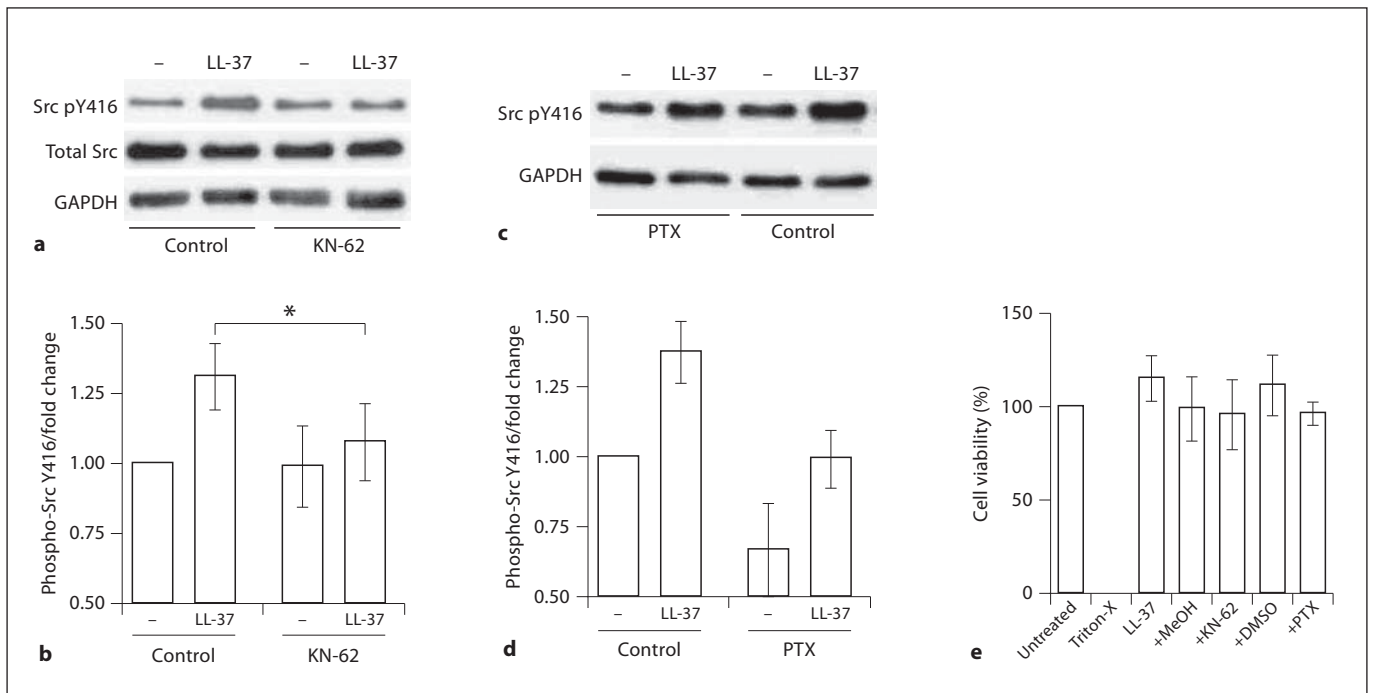 – LL-37 – LL-37
Src pY416
Total Src
GAPDH
Control KN-62
a
– LL-37 – LL-37
Src pY416
GAPDH
PTX Control
c
Phospho-Src Y416/fold change
1.50
1.25
1.00
0.75
0.50
*
– LL-37 – LL-37
Control KN-62
b
Phospho-Src Y416/fold change
1.50
1.25
1.00
0.75
0.50
– LL-37 – LL-37
Control PTX
d
Cell viability (%)
150
100
50
0
Untreated
Triton-X
LL-37
+MeOH
+KN-62
+DMSO
+PTX
e